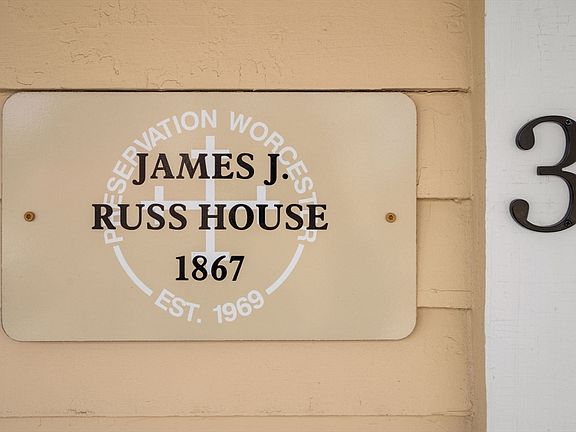 PRESERVATION WORCESTER
JAMES J.
RUSS HOUSE
1867
EST. 1969
3